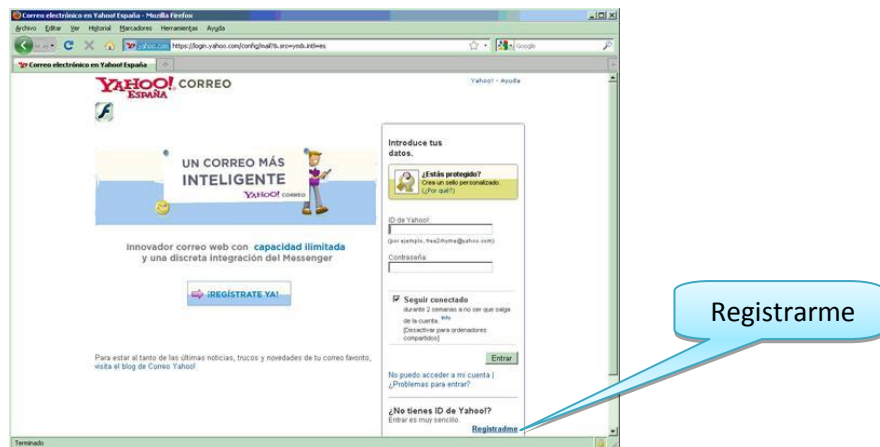 Correo electrónico en Yahoo! España - Mozilla Firefox
Archivo Editar Ver Historial Marcadores Herramientas Ayuda
yahoo.com https://login.yahoo.com/config/mail?&.src=ym&.intl=es
Google
Correo electrónico en Yahoo! España
YAHOO! CORREO
ESPAÑA
Yahoo! - Ayuda
UN CORREO MÁS
INTELIGENTE
YAHOO! CORREO
Innovador correo web con capacidad ilimitada
y una discreta integración del Messenger
¡REGÍSTRATE YA!
Para estar al tanto de las últimas noticias, trucos y novedades de tu correo favorito,
visita el blog de Correo Yahoo!
Introduce tus
datos.
¿Estás protegido?
Crea un sello personalizado.
(¿Por qué?)
ID de Yahoo!:
(por ejemplo, free2rhyme@yahoo.com)
Contraseña:
Seguir conectado
durante 2 semanas a no ser que salga
de la cuenta. Info
[Desactivar para ordenadores
compartidos]
Entrar
No puedo acceder a mi cuenta |
¿Problemas para entrar?
¿No tienes ID de Yahoo!?
Entrar es muy sencillo.
Registradme
Registrarme
Terminado